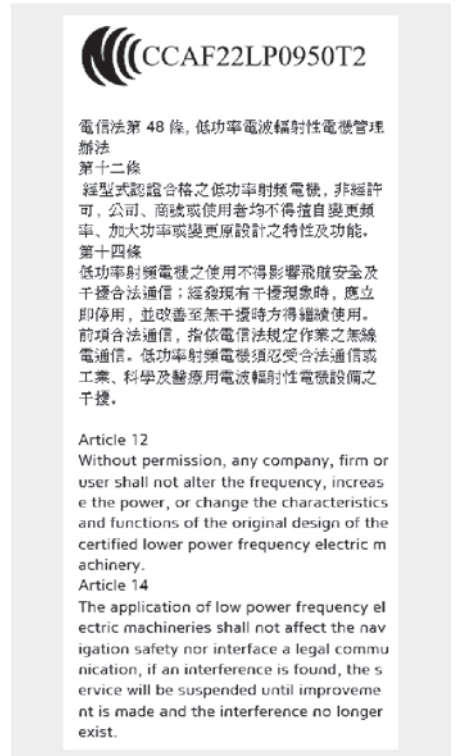 CCAF22LP0950T2
電信法第 48 條, 低功率電波輻射性電機管理
辦法
第十二條
經型式認證合格之低功率射頻電機, 非經許
可, 公司、商號或使用者均不得擅自變更頻
率、加大功率或變更原設計之特性及功能。
第十四條
低功率射頻電機之使用不得影響飛航安全及
干擾合法通信；經發現有干擾現象時, 應立
即停用, 並改善至無干擾時方得繼續使用。
前項合法通信, 指依電信法規定作業之無線
電通信。低功率射頻電機須忍受合法通信或
工業、科學及醫療用電波輻射性電機設備之
干擾。
Article 12
Without permission, any company, firm or
user shall not alter the frequency, increas
e the power, or change the characteristics
and functions of the original design of the
certified lower power frequency electric m
achinery.
Article 14
The application of low power frequency el
ectric machineries shall not affect the nav
igation safety nor interface a legal commu
nication, if an interference is found, the s
ervice will be suspended until improveme
nt is made and the interference no longer
exist.